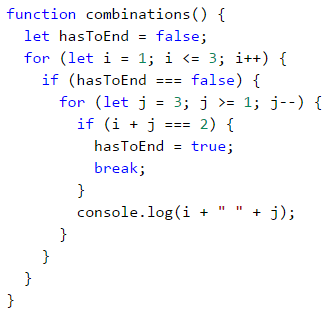 function combinations() {
  let hasToEnd = false;
  for (let i = 1; i <= 3; i++) {
    if (hasToEnd === false) {
      for (let j = 3; j >= 1; j--) {
        if (i + j === 2) {
          hasToEnd = true;
          break;
        }
        console.log(i + " " + j);
      }
    }
  }
}